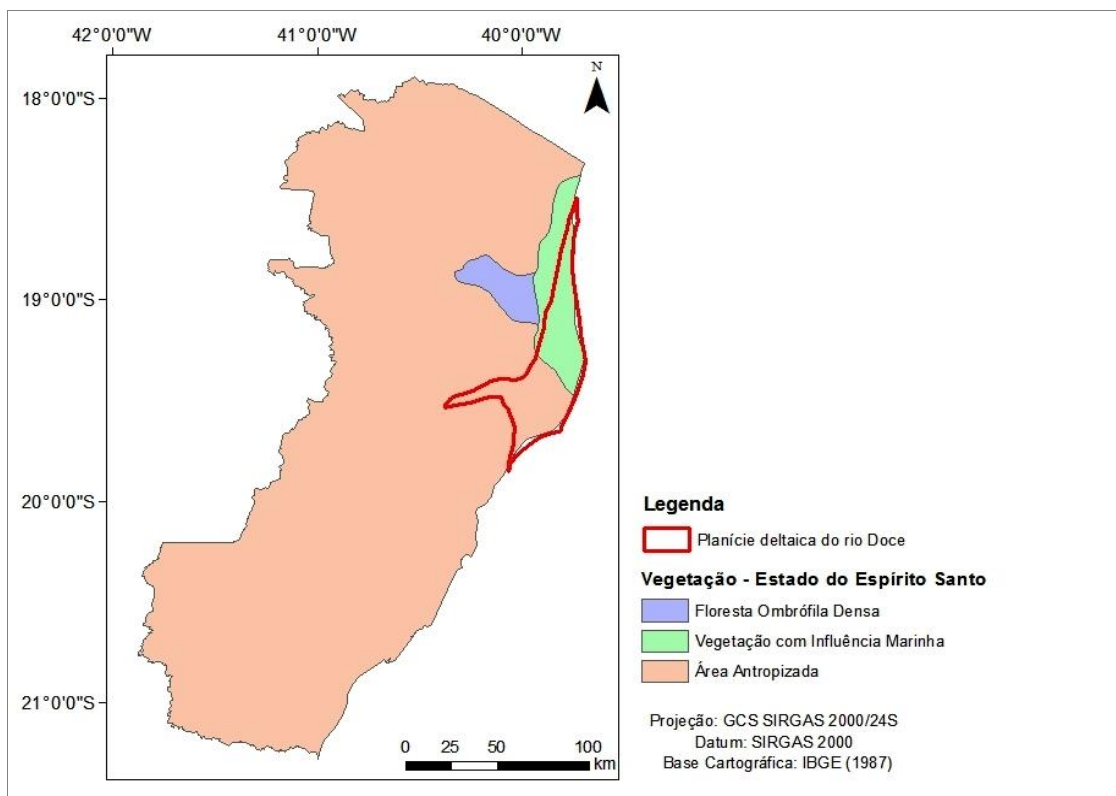 42°0'0"W 41°0'0"W 40°0'0"W
N
18°0'0"S
19°0'0"S
20°0'0"S
21°0'0"S
0 25 50 100
km
Legenda
Planície deltaica do rio Doce
Vegetação - Estado do Espírito Santo
Floresta Ombrófila Densa
Vegetação com Influência Marinha
Área Antropizada
Projeção: GCS SIRGAS 2000/24S
Datum: SIRGAS 2000
Base Cartográfica: IBGE (1987)